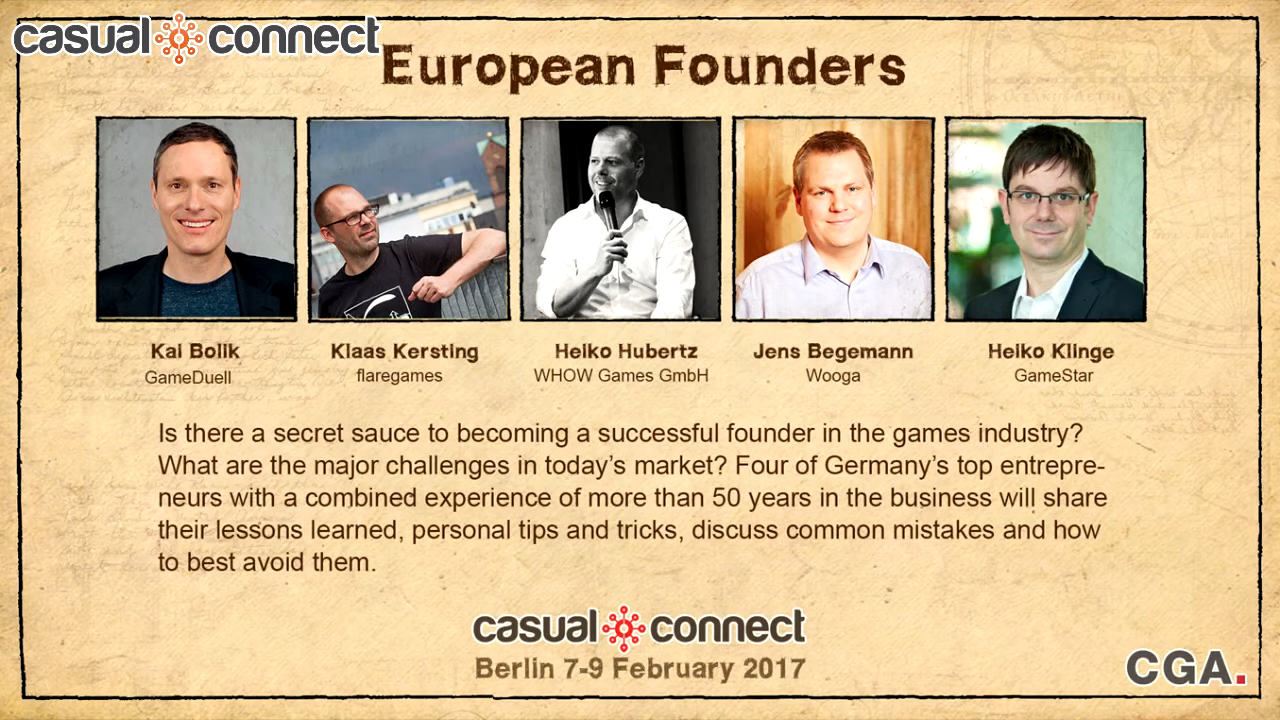 casual connect
European Founders
Kai Bolik
GameDuell
Klaas Kersting
flaregames
Heiko Hubertz
WHOW Games GmbH
Jens Begemann
Wooga
Heiko Klinge
GameStar
Is there a secret sauce to becoming a successful founder in the games industry?
What are the major challenges in today's market? Four of Germany's top entrepre-
neurs with a combined experience of more than 50 years in the business will share
their lessons learned, personal tips and tricks, discuss common mistakes and how
to best avoid them.
casual connect
Berlin 7-9 February 2017
CGA.